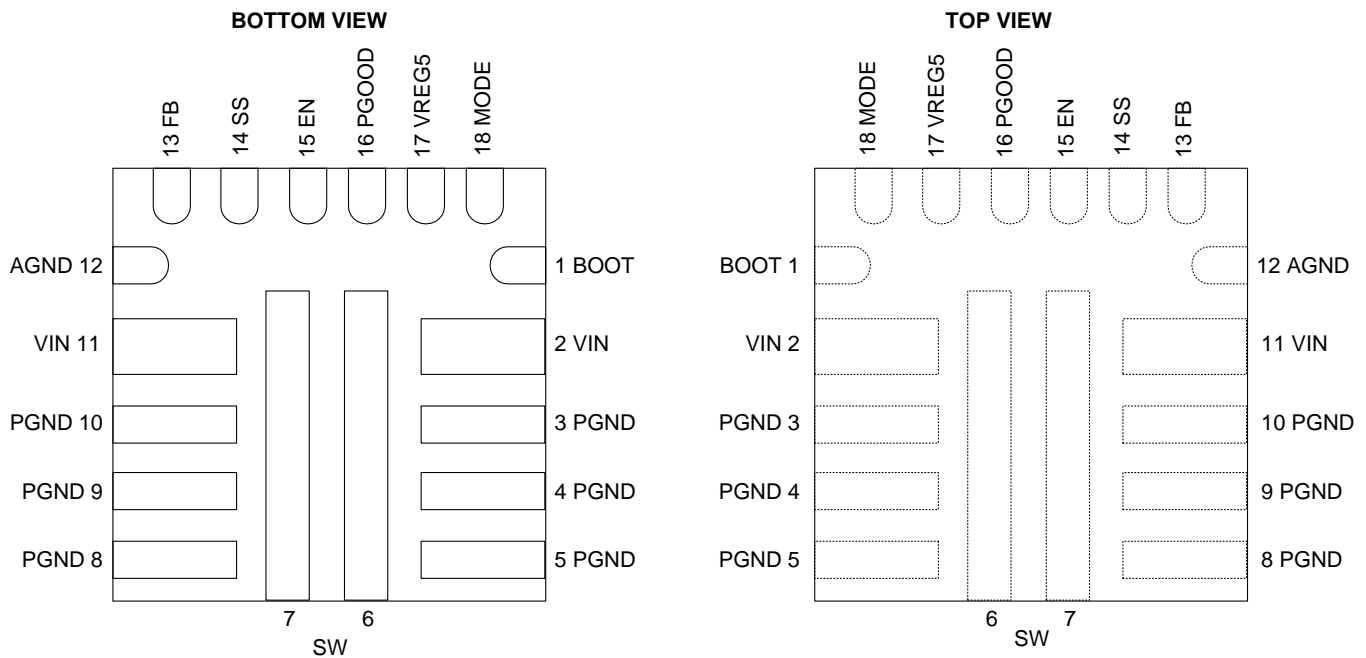 BOTTOM VIEW
13 FB
14 SS
15 EN
16 PGOOD
17 VREG5
18 MODE
AGND 12
1 BOOT
VIN 11
2 VIN
PGND 10
3 PGND
PGND 9
4 PGND
PGND 8
5 PGND
7
6
SW
TOP VIEW
18 MODE
17 VREG5
16 PGOOD
15 EN
14 SS
13 FB
BOOT 1
12 AGND
VIN 2
11 VIN
PGND 3
10 PGND
PGND 4
9 PGND
PGND 5
8 PGND
6
7
SW